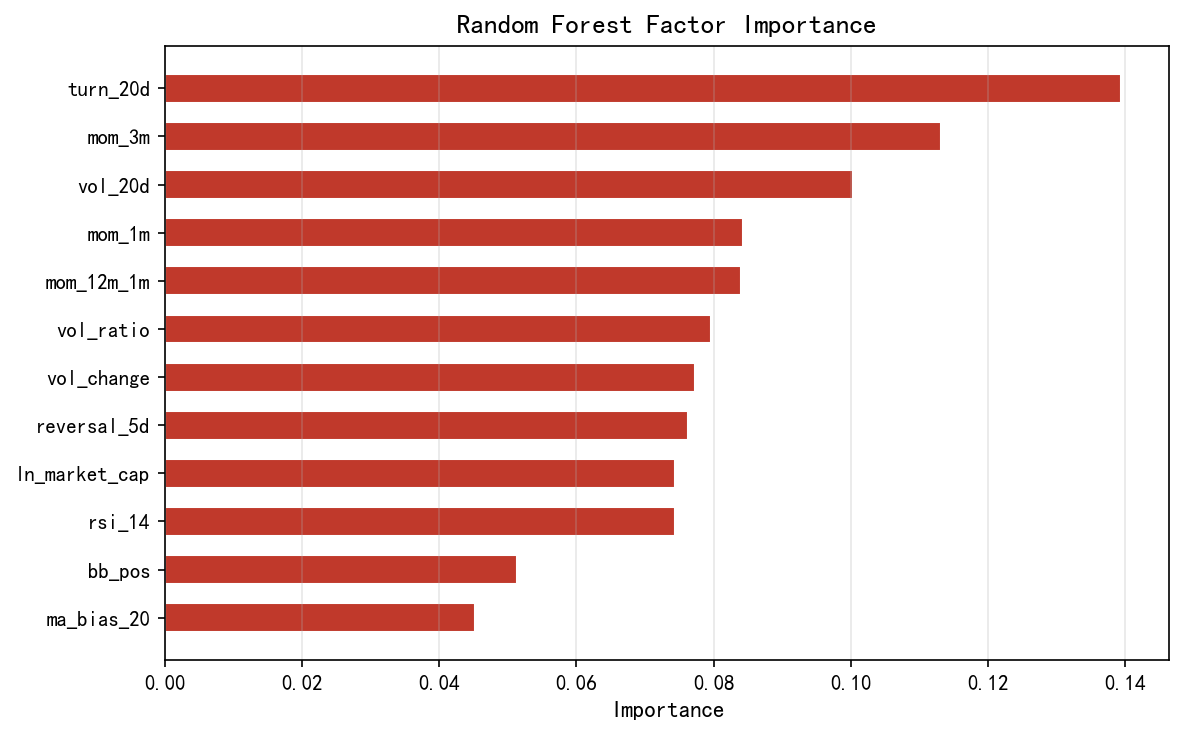 Random Forest Factor Importance
turn_20d
mom_3m
vol_20d
mom_1m
mom_12m_1m
vol_ratio
vol_change
reversal_5d
ln_market_cap
rsi_14
bb_pos
ma_bias_20
0.00 0.02 0.04 0.06 0.08 0.10 0.12 0.14
Importance